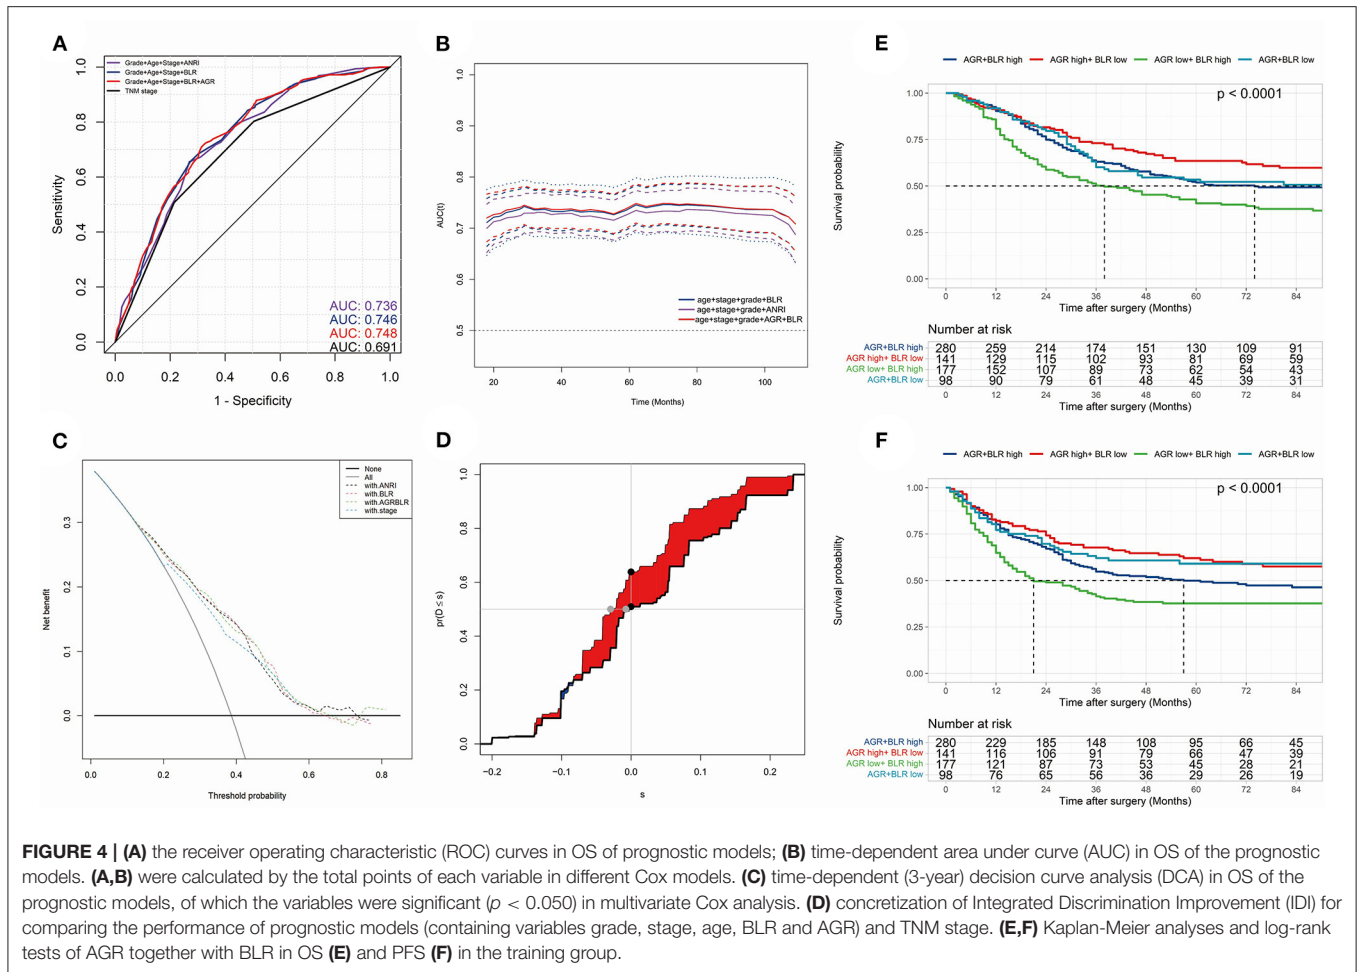 (A)
Grade+Age+Stage+ANRI
Grade+Age+Stage+BLR
Grade+Age+Stage+BLR+AGR
TNM stage
1.0
0.8
0.6
0.4
0.2
0.0
Sensitivity
AUC: 0.736
AUC: 0.746
AUC: 0.748
AUC: 0.691
0.0 0.2 0.4 0.6 0.8 1.0
1 - Specificity
(B)
1.0
0.9
0.8
0.7
0.6
0.5
AUC(t)
age+stage+grade+BLR
age+stage+grade+ANRI
age+stage+grade+AGR+BLR
20 40 60 80 100
Time (Months)
(E)
AGR+BLR high AGR high+ BLR low AGR low+ BLR high AGR+BLR low
p < 0.0001
1.00
0.75
0.50
0.25
0.00
Survival probability
0 12 24 36 48 60 72 84
Time after surgery (Months)
Number at risk
AGR+BLR high 280 259 214 174 151 130 109 91
AGR high+ BLR low 141 129 115 102 93 81 69 59
AGR low+ BLR high 177 152 107 89 73 62 54 43
AGR+BLR low 98 90 79 61 48 45 39 31
0 12 24 36 48 60 72 84
Time after surgery (Months)
(C)
None
All
with.ANRI
with.BLR
with.AGRBLR
with.stage
0.3
0.2
0.1
0.0
Net benefit
0.0 0.2 0.4 0.6 0.8
Threshold probability
(D)
1.0
0.8
0.6
0.4
0.2
0.0
pr(D ≤ s)
−0.2 −0.1 0.0 0.1 0.2
s
(F)
AGR+BLR high AGR high+ BLR low AGR low+ BLR high AGR+BLR low
p < 0.0001
1.00
0.75
0.50
0.25
0.00
Survival probability
0 12 24 36 48 60 72 84
Time after surgery (Months)
Number at risk
AGR+BLR high 280 229 185 148 108 95 66 45
AGR high+ BLR low 141 116 106 91 79 66 47 39
AGR low+ BLR high 177 121 87 73 53 45 28 21
AGR+BLR low 98 76 65 56 36 29 26 19
0 12 24 36 48 60 72 84
Time after surgery (Months)
FIGURE 4 | (A) the receiver operating characteristic (ROC) curves in OS of prognostic models; (B) time-dependent area under curve (AUC) in OS of the prognostic
models. (A,B) were calculated by the total points of each variable in different Cox models. (C) time-dependent (3-year) decision curve analysis (DCA) in OS of the
prognostic models, of which the variables were significant (p < 0.050) in multivariate Cox analysis. (D) concretization of Integrated Discrimination Improvement (IDI) for
comparing the performance of prognostic models (containing variables grade, stage, age, BLR and AGR) and TNM stage. (E,F) Kaplan-Meier analyses and log-rank
tests of AGR together with BLR in OS (E) and PFS (F) in the training group.